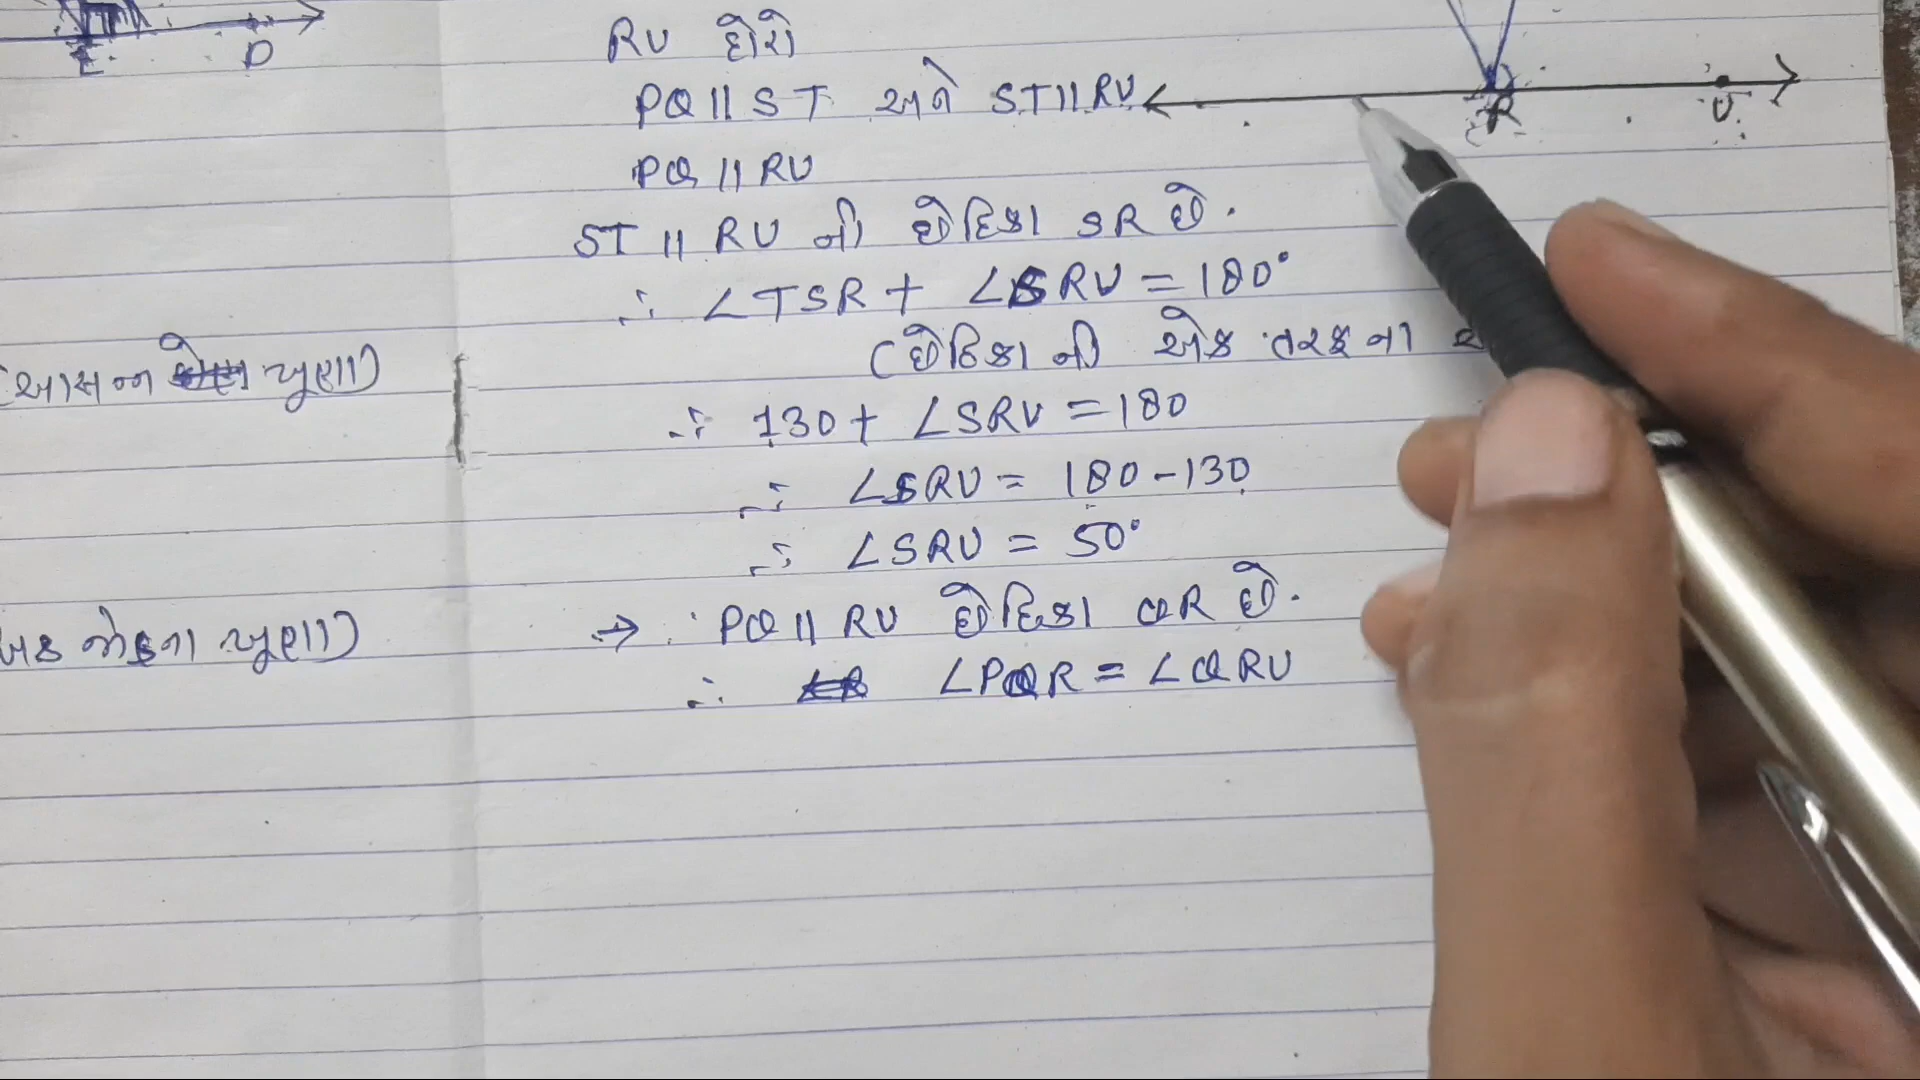 E D
RU દોરો
PQ || ST અને ST || RU
R U
PQ || RU
ST || RU ની છેદિકા SR છે.
∴ ∠TSR + ∠SRU = 180°
(છેદિકા ની એક તરફ ના
(આસન્ન ખૂણા)
∴ 130 + ∠SRU = 180
∴ ∠SRU = 180 - 130
∴ ∠SRU = 50°
→ ∴ PQ || RU છેદિકા QR છે.
જોડના ખૂણા)
∴ ∠PQR = ∠QRU